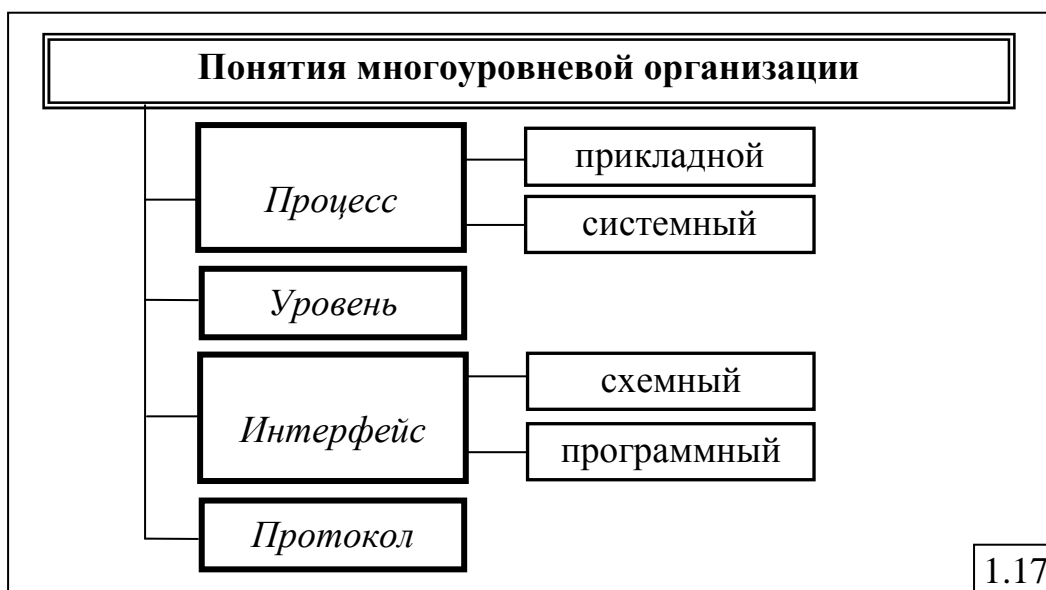 Понятия многоуровневой организации
Процесс
прикладной
системный
Уровень
Интерфейс
схемный
программный
Протокол
1.17